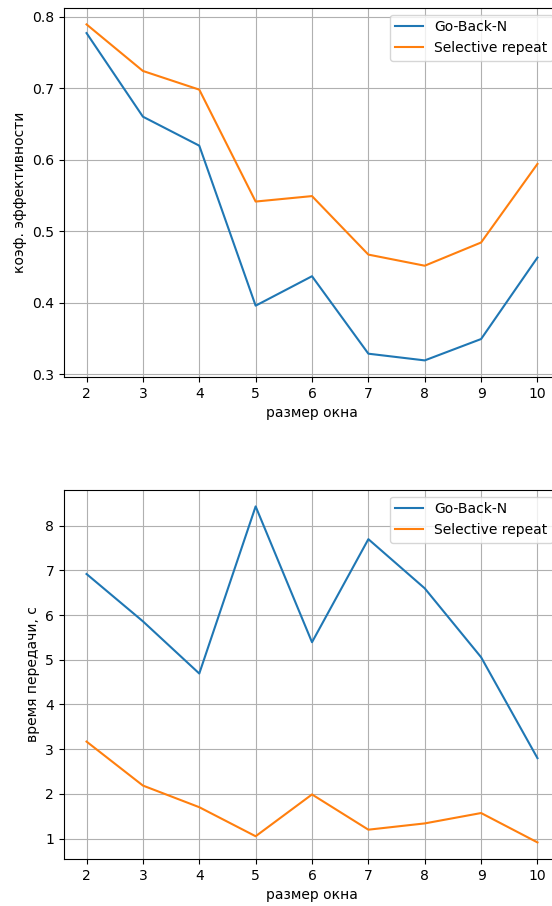 0.8
0.7
0.6
0.5
0.4
0.3
коэф. эффективности
Go-Back-N
Selective repeat
2 3 4 5 6 7 8 9 10
размер окна
8
7
6
5
4
3
2
1
время передачи, с
Go-Back-N
Selective repeat
2 3 4 5 6 7 8 9 10
размер окна